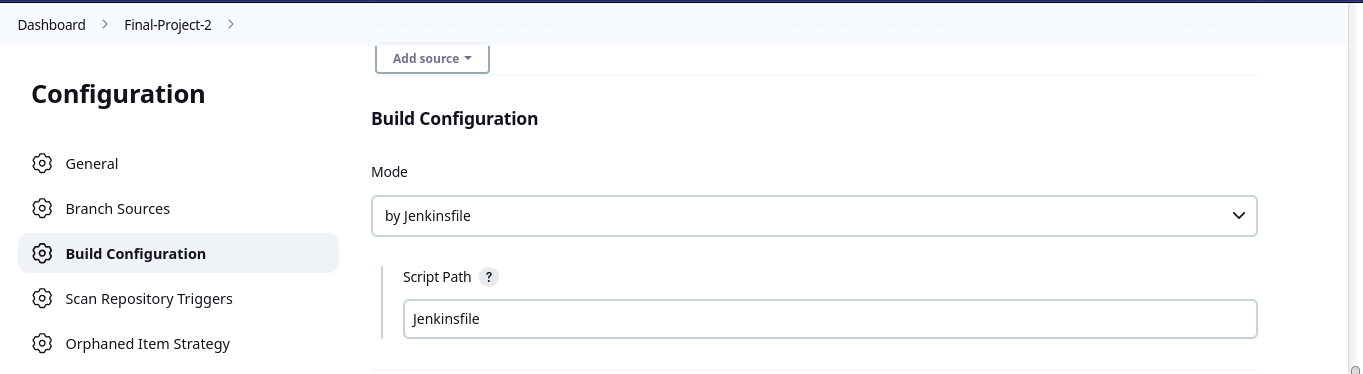 Dashboard > Final-Project-2 >
Configuration
General
Branch Sources
Build Configuration
Scan Repository Triggers
Orphaned Item Strategy
Add source
Build Configuration
Mode
by Jenkinsfile
Script Path ?
Jenkinsfile